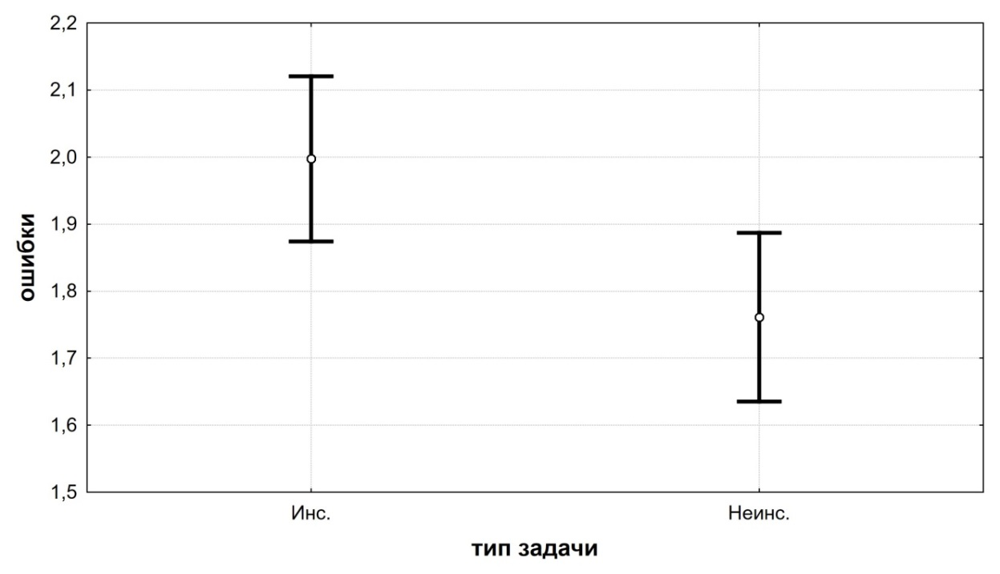 2,2
2,1
2,0
1,9
1,8
1,7
1,6
1,5
ошибки
Инс. Неинс.
тип задачи